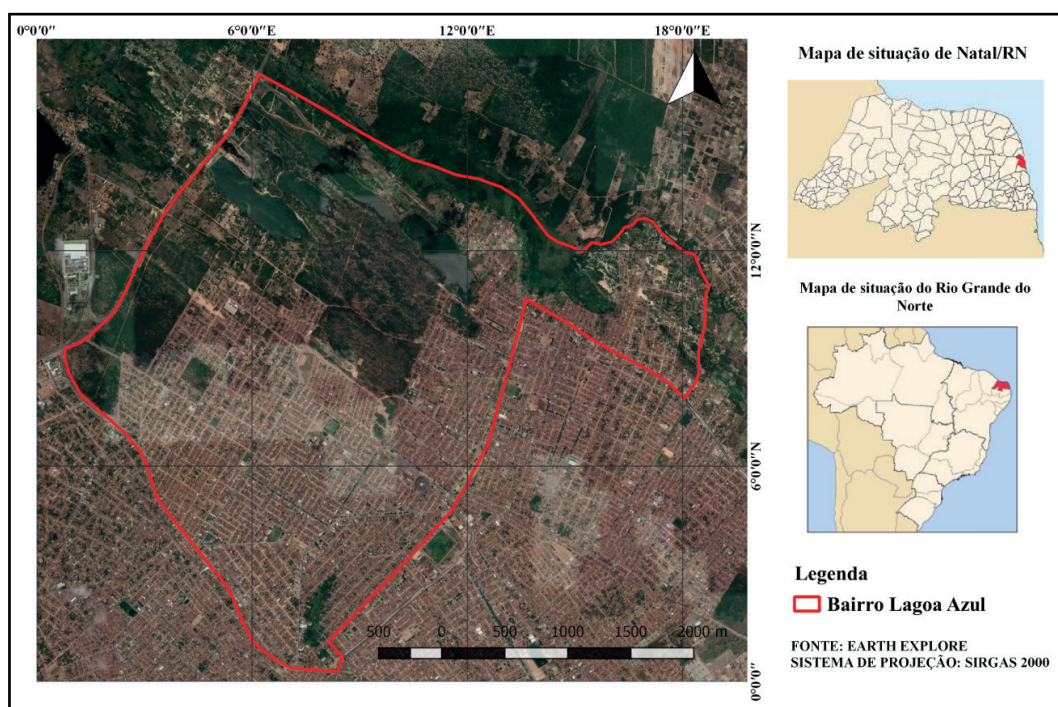 0°0'0" 6°0'0"E 12°0'0"E 18°0'0"E
12°0'0"N
6°0'0"N
0°0'0"
500 0 500 1000 1500 2000 m
Mapa de situação de Natal/RN
Mapa de situação do Rio Grande do
Norte
Legenda
Bairro Lagoa Azul
FONTE: EARTH EXPLORE
SISTEMA DE PROJEÇÃO: SIRGAS 2000